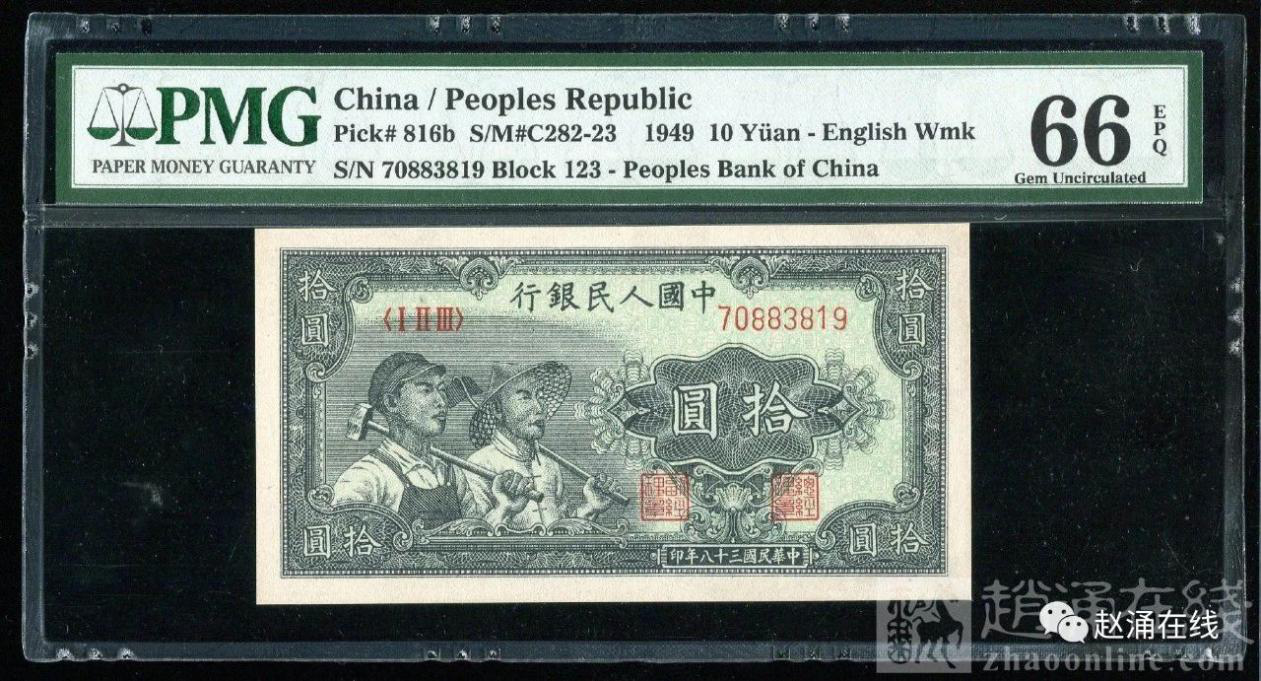 PMG
PAPER MONEY GUARANTY
China / Peoples Republic
Pick# 816b S/M#C282-23 1949 10 Yüan - English Wmk
S/N 70883819 Block 123 - Peoples Bank of China
66
EPQ
Gem Uncirculated
行銀民人國中
拾圓
拾圓
〈I II III〉
70883819
圓拾
圓拾
圓拾
印年八十三國民華中
趙涌在綫
赵涌在线
zhaoonline.com